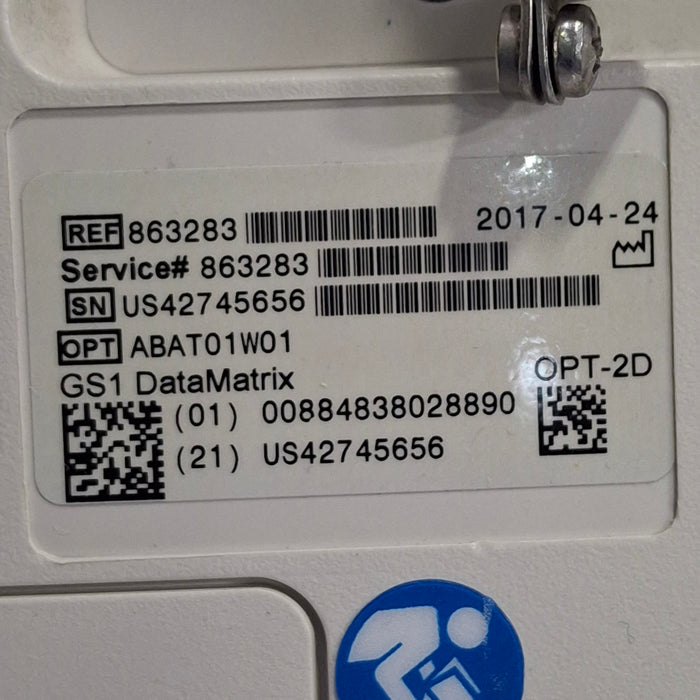 REF 863283 2017-04-24
Service# 863283
SN US42745656
OPT ABAT01W01
GS1 DataMatrix OPT-2D
(01) 00884838028890
(21) US42745656